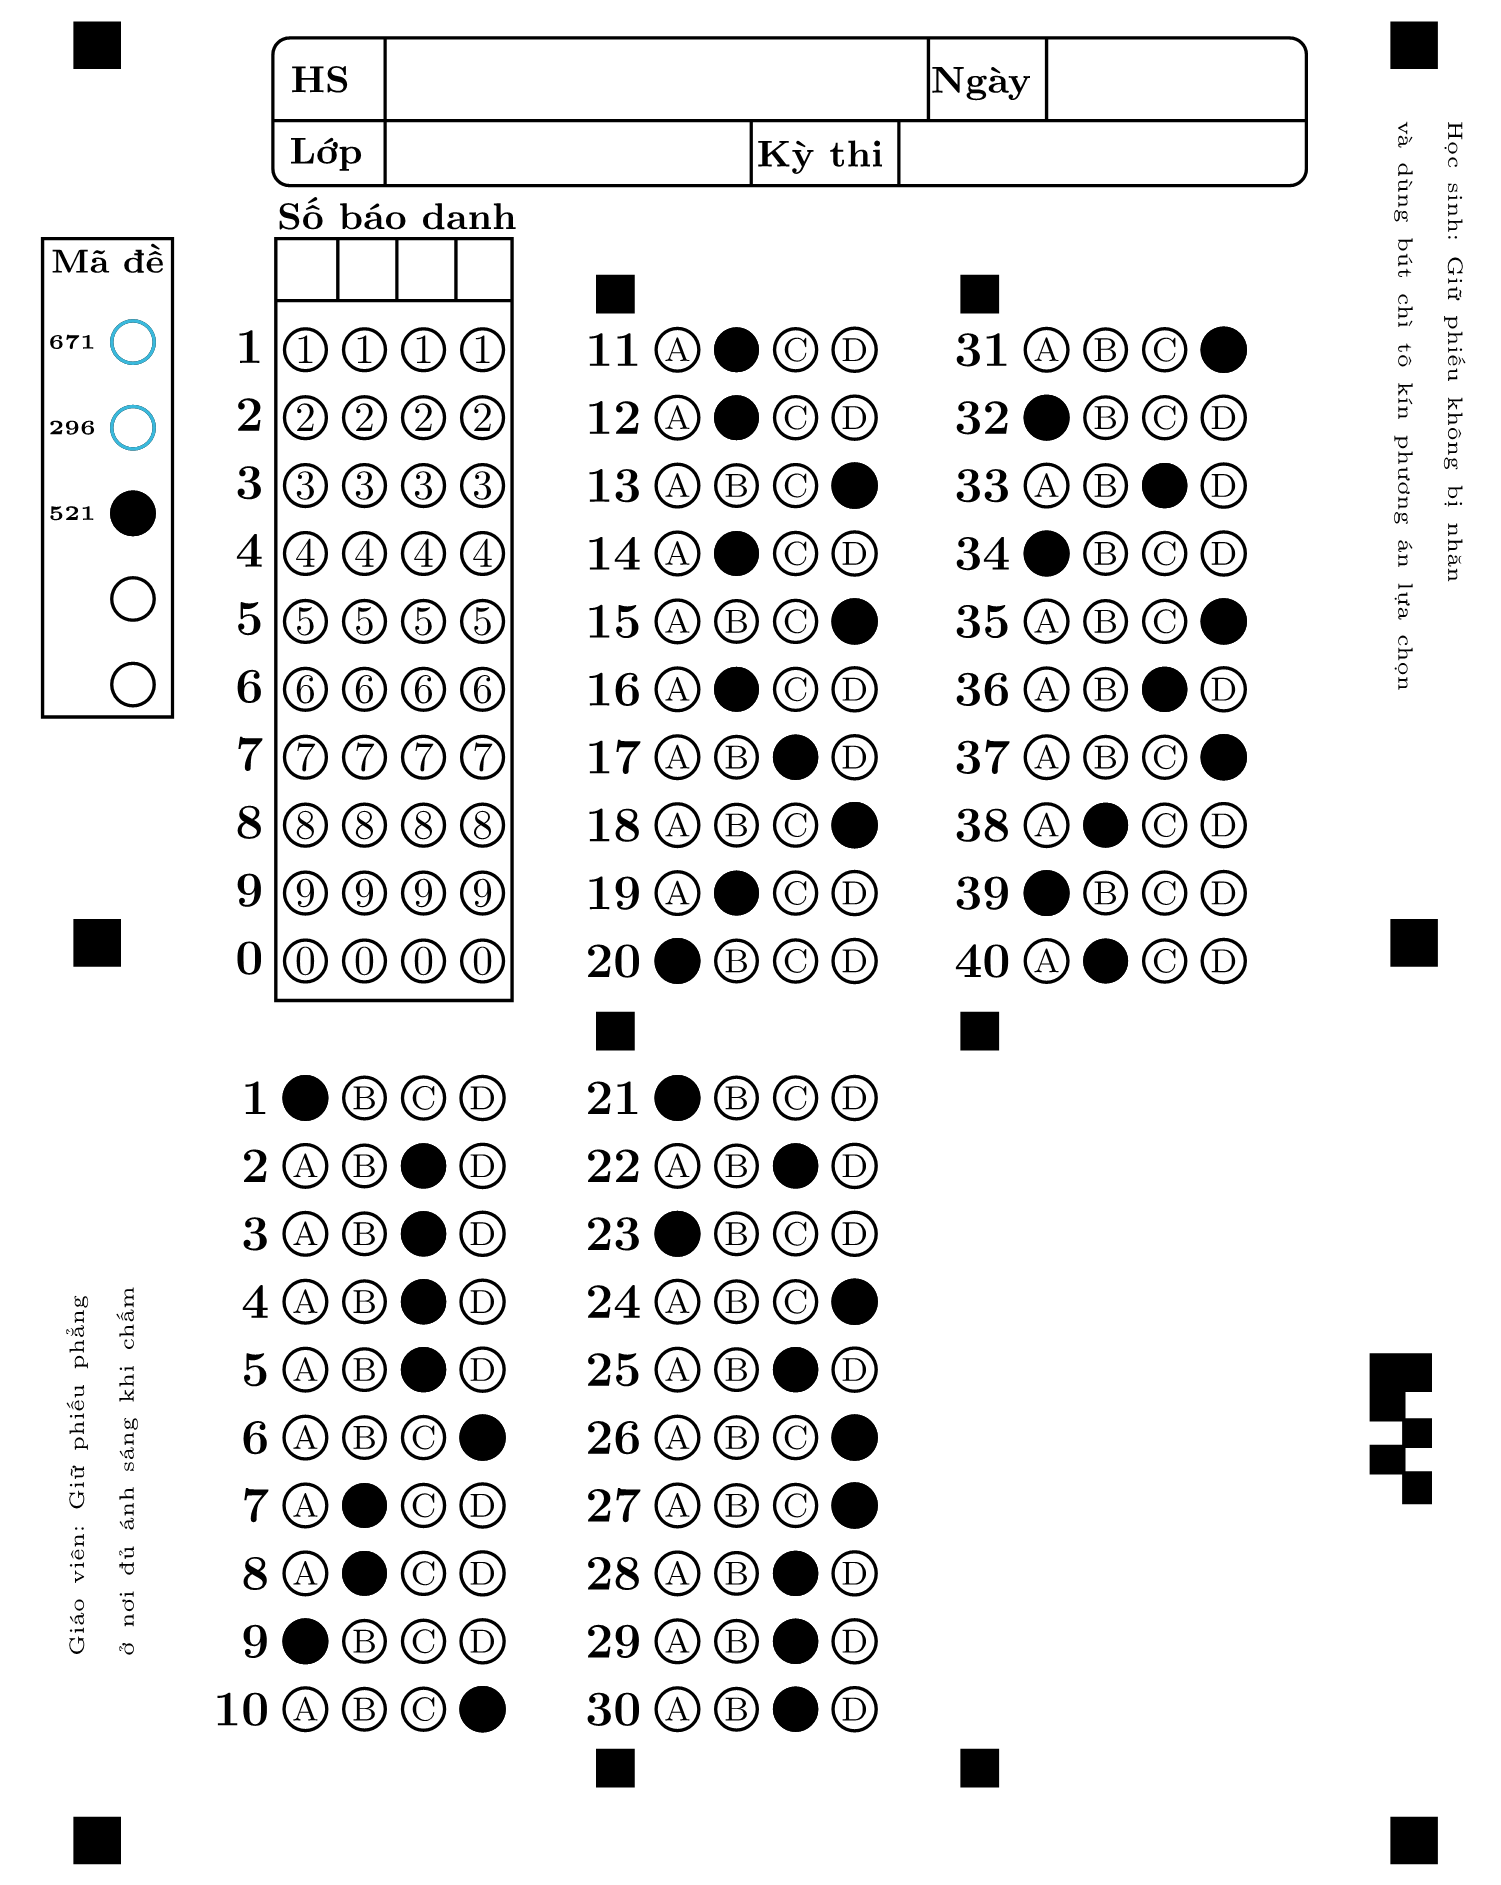 HS
Ngày
Lớp
Kỳ thi
Học sinh: Giữ phiếu không bị nhăn
và dùng bút chì tô kín phương án lựa chọn
Số báo danh
Mã đề
671
296
521
1 1 1 1 1
2 2 2 2 2
3 3 3 3 3
4 4 4 4 4
5 5 5 5 5
6 6 6 6 6
7 7 7 7 7
8 8 8 8 8
9 9 9 9 9
0 0 0 0 0
11 A C D
12 A C D
13 A B C
14 A C D
15 A B C
16 A C D
17 A B D
18 A B C
19 A C D
20 B C D
31 A B C
32 B C D
33 A B D
34 B C D
35 A B C
36 A B D
37 A B C
38 A C D
39 B C D
40 A C D
1 B C D
2 A B D
3 A B D
4 A B D
5 A B D
6 A B C
7 A C D
8 A C D
9 B C D
10 A B C
21 B C D
22 A B D
23 B C D
24 A B C
25 A B D
26 A B C
27 A B C
28 A B D
29 A B D
30 A B D
Giáo viên: Giữ phiếu phẳng
ở nơi đủ ánh sáng khi chấm